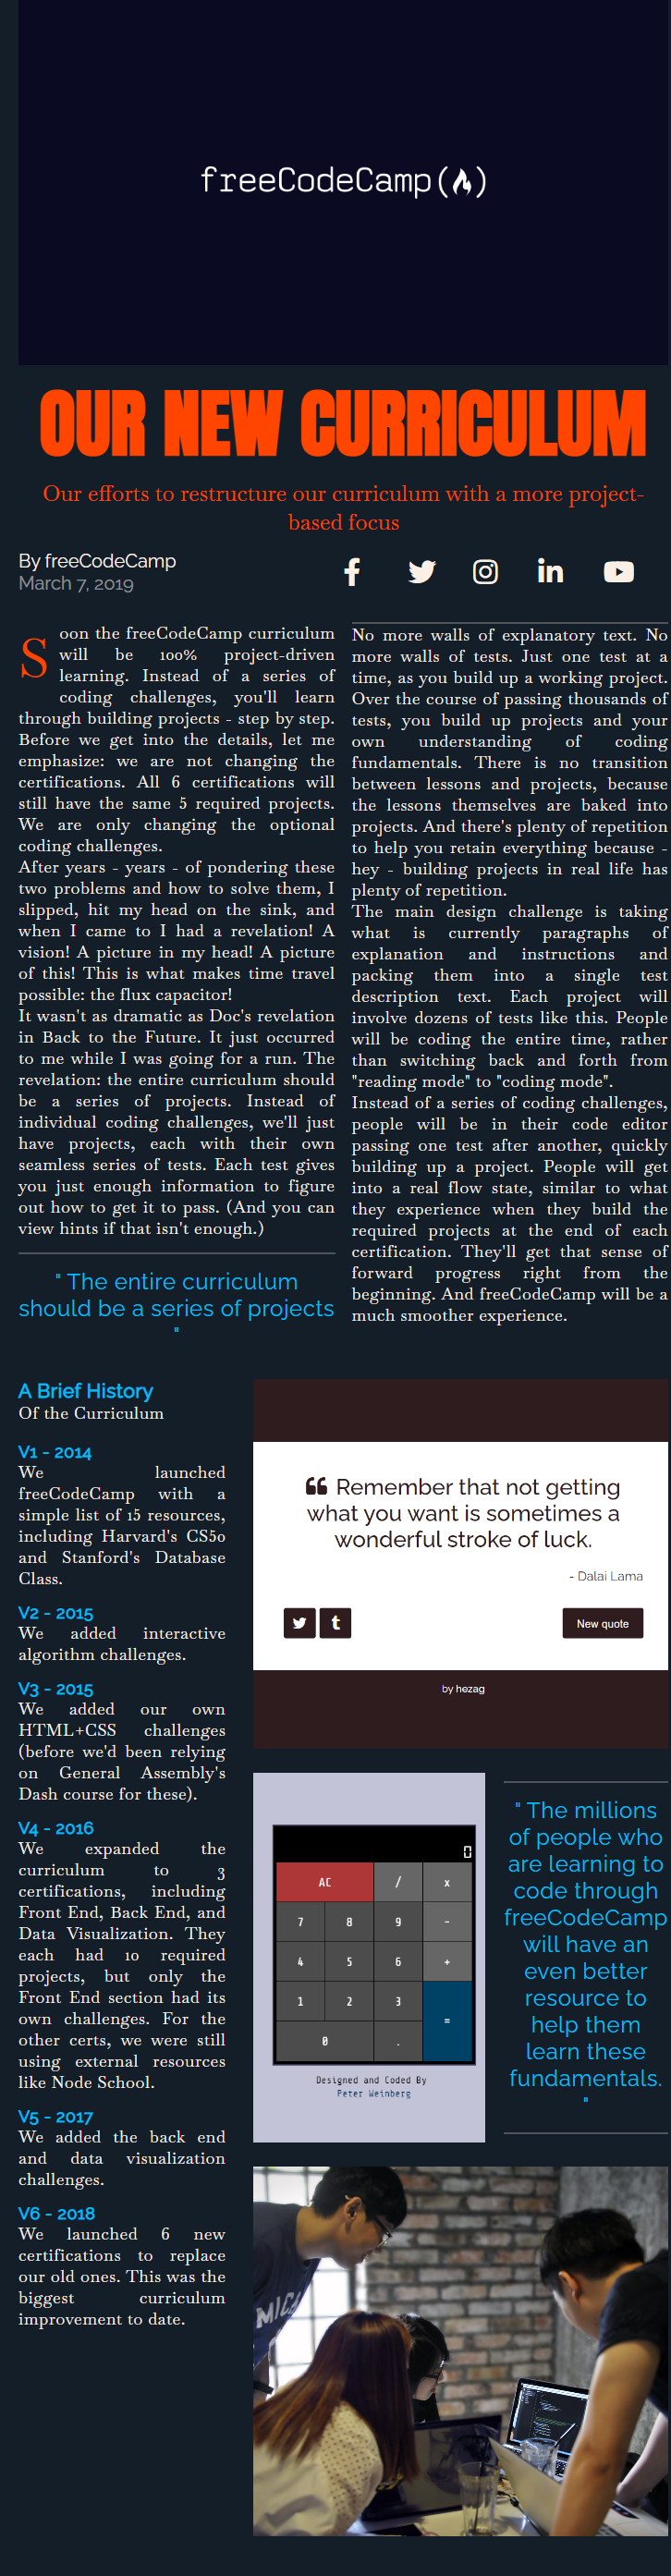 freeCodeCamp(🔥)
OUR NEW CURRICULUM
Our efforts to restructure our curriculum with a more project-
based focus
By freeCodeCamp
March 7, 2019
Soon the freeCodeCamp curriculum
will be 100% project-driven
learning. Instead of a series of
coding challenges, you'll learn
through building projects - step by step.
Before we get into the details, let me
emphasize: we are not changing the
certifications. All 6 certifications will
still have the same 5 required projects.
We are only changing the optional
coding challenges.
After years - years - of pondering these
two problems and how to solve them, I
slipped, hit my head on the sink, and
when I came to I had a revelation! A
vision! A picture in my head! A picture
of this! This is what makes time travel
possible: the flux capacitor!
It wasn't as dramatic as Doc's revelation
in Back to the Future. It just occurred
to me while I was going for a run. The
revelation: the entire curriculum should
be a series of projects. Instead of
individual coding challenges, we'll just
have projects, each with their own
seamless series of tests. Each test gives
you just enough information to figure
out how to get it to pass. (And you can
view hints if that isn't enough.)
" The entire curriculum
should be a series of projects
"
No more walls of explanatory text. No
more walls of tests. Just one test at a
time, as you build up a working project.
Over the course of passing thousands of
tests, you build up projects and your
own understanding of coding
fundamentals. There is no transition
between lessons and projects, because
the lessons themselves are baked into
projects. And there's plenty of repetition
to help you retain everything because -
hey - building projects in real life has
plenty of repetition.
The main design challenge is taking
what is currently paragraphs of
explanation and instructions and
packing them into a single test
description text. Each project will
involve dozens of tests like this. People
will be coding the entire time, rather
than switching back and forth from
"reading mode" to "coding mode".
Instead of a series of coding challenges,
people will be in their code editor
passing one test after another, quickly
building up a project. People will get
into a real flow state, similar to what
they experience when they build the
required projects at the end of each
certification. They'll get that sense of
forward progress right from the
beginning. And freeCodeCamp will be a
much smoother experience.
A Brief History
Of the Curriculum
V1 - 2014
We launched
freeCodeCamp with a
simple list of 15 resources,
including Harvard's CS50
and Stanford's Database
Class.
V2 - 2015
We added interactive
algorithm challenges.
V3 - 2015
We added our own
HTML+CSS challenges
(before we'd been relying
on General Assembly's
Dash course for these).
V4 - 2016
We expanded the
curriculum to 3
certifications, including
Front End, Back End, and
Data Visualization. They
each had 10 required
projects, but only the
Front End section had its
own challenges. For the
other certs, we were still
using external resources
like Node School.
V5 - 2017
We added the back end
and data visualization
challenges.
V6 - 2018
We launched 6 new
certifications to replace
our old ones. This was the
biggest curriculum
improvement to date.
“ Remember that not getting
what you want is sometimes a
wonderful stroke of luck.
- Dalai Lama
New quote
by hezag
0
AC / x
7 8 9 -
4 5 6 +
1 2 3 =
0 .
Designed and Coded By
Peter Weinberg
" The millions
of people who
are learning to
code through
freeCodeCamp
will have an
even better
resource to
help them
learn these
fundamentals.
"